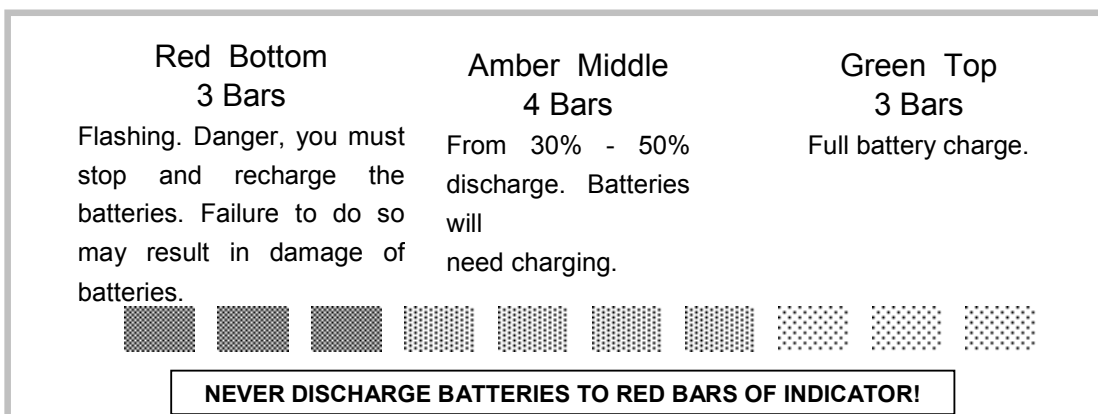 Red Bottom
3 Bars
Flashing. Danger, you must
stop and recharge the
batteries. Failure to do so
may result in damage of
batteries.
Amber Middle
4 Bars
From 30% - 50%
discharge. Batteries
will
need charging.
Green Top
3 Bars
Full battery charge.
NEVER DISCHARGE BATTERIES TO RED BARS OF INDICATOR!